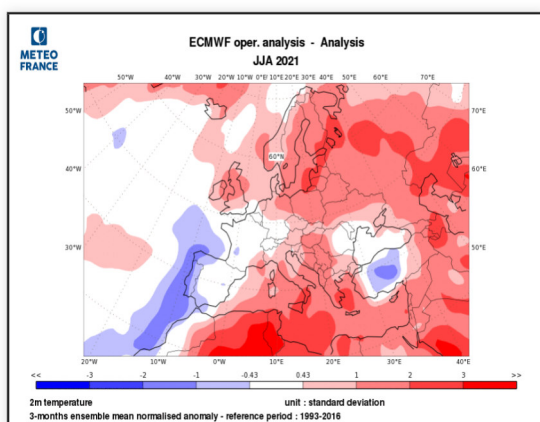 METEO
FRANCE
ECMWF oper. analysis - Analysis
JJA 2021
50°W 40°W 30°W 20°W 10°W 0°E 10°E 20°E 30°E 40°E 50°E 60°E 70°E
50°W 70°E
60°N
40°W 60°E
30°W 50°E
20°W 10°W 0°W 10°E 20°E 30°E 40°E
<< -3 -2 -1 -0.43 0.43 1 2 3 >>
2m temperature unit : standard deviation
3-months ensemble mean normalised anomaly - reference period : 1993-2016